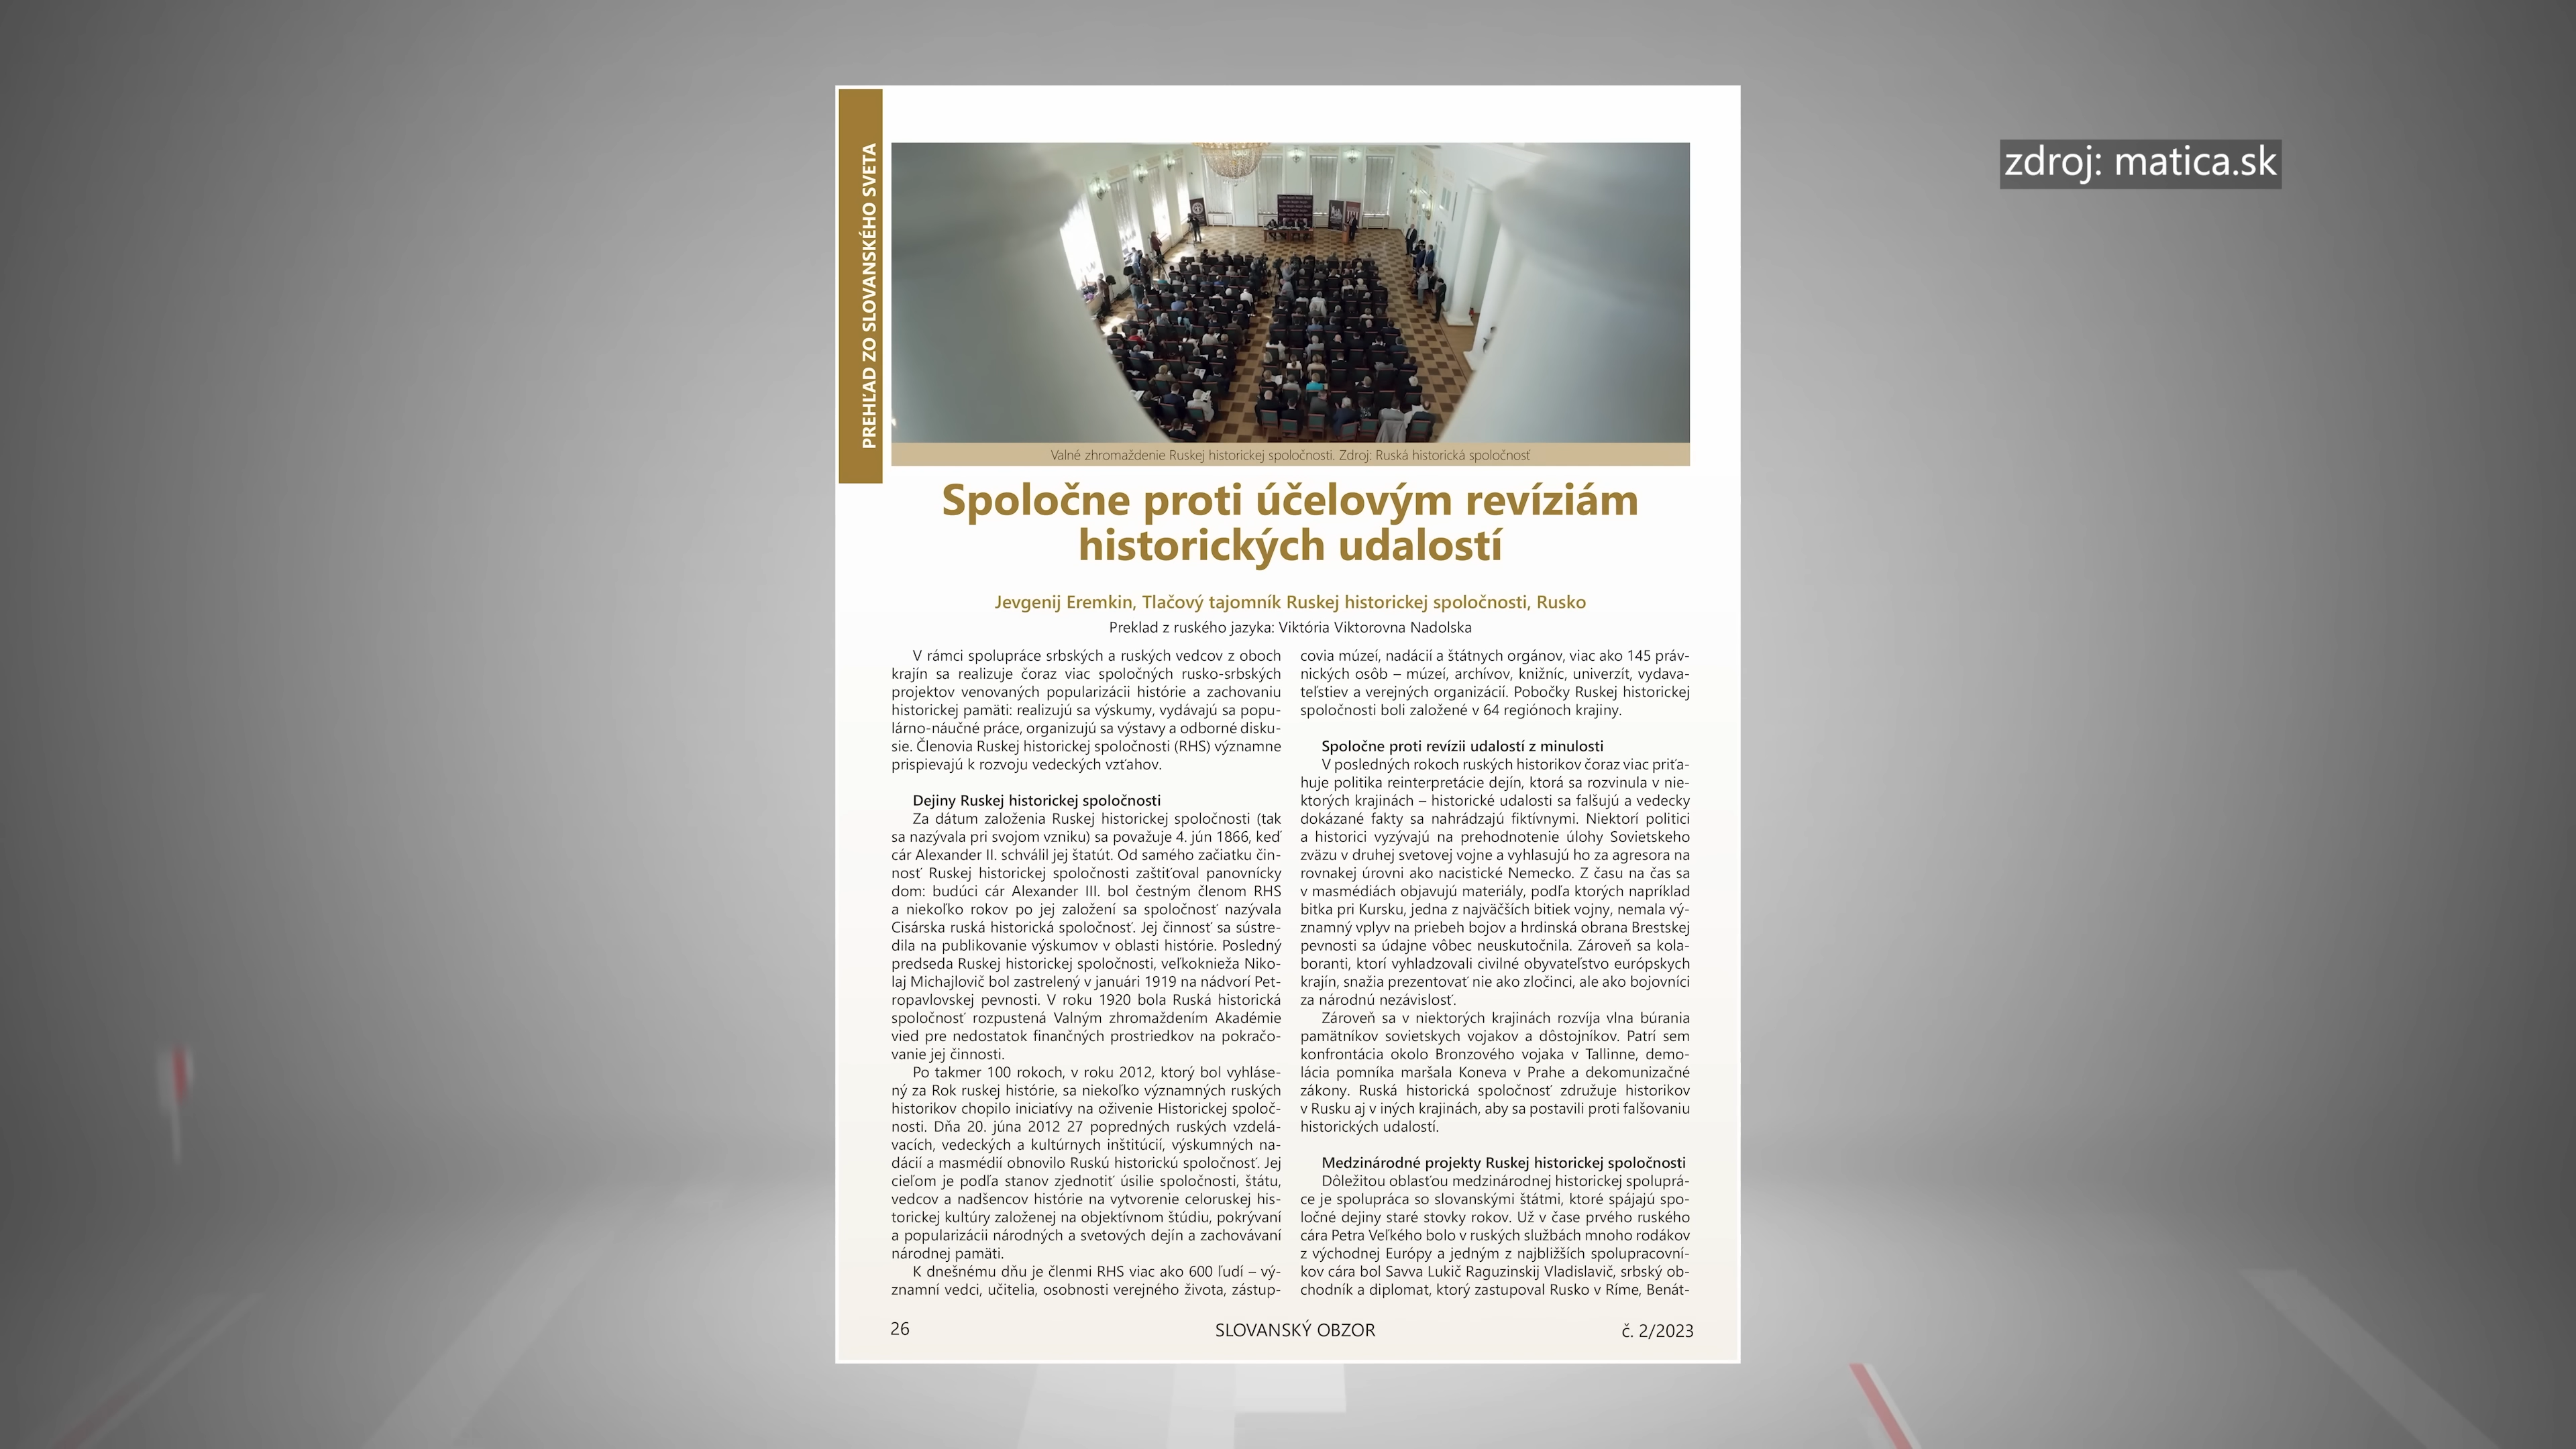 zdroj: matica.sk
PREHĽAD ZO SLOVANSKÉHO SVETA
Valné zhromaždenie Ruskej historickej spoločnosti. Zdroj: Ruská historická spoločnosť
Spoločne proti účelovým revíziám
historických udalostí
Jevgenij Eremkin, Tlačový tajomník Ruskej historickej spoločnosti, Rusko
Preklad z ruského jazyka: Viktória Viktorovna Nadolska
V rámci spolupráce srbských a ruských vedcov z oboch
krajín sa realizuje čoraz viac spoločných rusko-srbských
projektov venovaných popularizácii histórie a zachovaniu
historickej pamäti: realizujú sa výskumy, vydávajú sa popu-
lárno-náučné práce, organizujú sa výstavy a odborné disku-
sie. Členovia Ruskej historickej spoločnosti (RHS) významne
prispievajú k rozvoju vedeckých vzťahov.
Dejiny Ruskej historickej spoločnosti
Za dátum založenia Ruskej historickej spoločnosti (tak
sa nazývala pri svojom vzniku) sa považuje 4. jún 1866, keď
cár Alexander II. schválil jej štatút. Od samého začiatku čin-
nosť Ruskej historickej spoločnosti zaštiťoval panovnícky
dom: budúci cár Alexander III. bol čestným členom RHS
a niekoľko rokov po jej založení sa spoločnosť nazývala
Cisárska ruská historická spoločnosť. Jej činnosť sa sústre-
dila na publikovanie výskumov v oblasti histórie. Posledný
predseda Ruskej historickej spoločnosti, veľkoknieža Niko-
laj Michajlovič bol zastrelený v januári 1919 na nádvorí Pet-
ropavlovskej pevnosti. V roku 1920 bola Ruská historická
spoločnosť rozpustená Valným zhromaždením Akadémie
vied pre nedostatok finančných prostriedkov na pokračo-
vanie jej činnosti.
Po takmer 100 rokoch, v roku 2012, ktorý bol vyhláse-
ný za Rok ruskej histórie, sa niekoľko významných ruských
historikov chopilo iniciatívy na oživenie Historickej spoloč-
nosti. Dňa 20. júna 2012 27 popredných ruských vzdelá-
vacích, vedeckých a kultúrnych inštitúcií, výskumných na-
dácií a masmédií obnovilo Ruskú historickú spoločnosť. Jej
cieľom je podľa stanov zjednotiť úsilie spoločnosti, štátu,
vedcov a nadšencov histórie na vytvorenie celoruskej his-
torickej kultúry založenej na objektívnom štúdiu, pokrývaní
a popularizácii národných a svetových dejín a zachovávaní
národnej pamäti.
K dnešnému dňu je členmi RHS viac ako 600 ľudí – vý-
znamní vedci, učitelia, osobnosti verejného života, zástup-
covia múzeí, nadácií a štátnych orgánov, viac ako 145 práv-
nických osôb – múzeí, archívov, knižníc, univerzít, vydava-
teľstiev a verejných organizácií. Pobočky Ruskej historickej
spoločnosti boli založené v 64 regiónoch krajiny.
Spoločne proti revízii udalostí z minulosti
V posledných rokoch ruských historikov čoraz viac priťa-
huje politika reinterpretácie dejín, ktorá sa rozvinula v nie-
ktorých krajinách – historické udalosti sa falšujú a vedecky
dokázané fakty sa nahrádzajú fiktívnymi. Niektorí politici
a historici vyzývajú na prehodnotenie úlohy Sovietskeho
zväzu v druhej svetovej vojne a vyhlasujú ho za agresora na
rovnakej úrovni ako nacistické Nemecko. Z času na čas sa
v masmédiách objavujú materiály, podľa ktorých napríklad
bitka pri Kursku, jedna z najväčších bitiek vojny, nemala vý-
znamný vplyv na priebeh bojov a hrdinská obrana Brestskej
pevnosti sa údajne vôbec neuskutočnila. Zároveň sa kola-
boranti, ktorí vyhladzovali civilné obyvateľstvo európskych
krajín, snažia prezentovať nie ako zločinci, ale ako bojovníci
za národnú nezávislosť.
Zároveň sa v niektorých krajinách rozvíja vlna búrania
pamätníkov sovietskych vojakov a dôstojníkov. Patrí sem
konfrontácia okolo Bronzového vojaka v Tallinne, demo-
lácia pomníka maršala Koneva v Prahe a dekomunizačné
zákony. Ruská historická spoločnosť združuje historikov
v Rusku aj v iných krajinách, aby sa postavili proti falšovaniu
historických udalostí.
Medzinárodné projekty Ruskej historickej spoločnosti
Dôležitou oblasťou medzinárodnej historickej spoluprá-
ce je spolupráca so slovanskými štátmi, ktoré spájajú spo-
ločné dejiny staré stovky rokov. Už v čase prvého ruského
cára Petra Veľkého bolo v ruských službách mnoho rodákov
z východnej Európy a jedným z najbližších spolupracovní-
kov cára bol Savva Lukič Raguzinskij Vladislavič, srbský ob-
chodník a diplomat, ktorý zastupoval Rusko v Ríme, Benát-
26
SLOVANSKÝ OBZOR
č. 2/2023